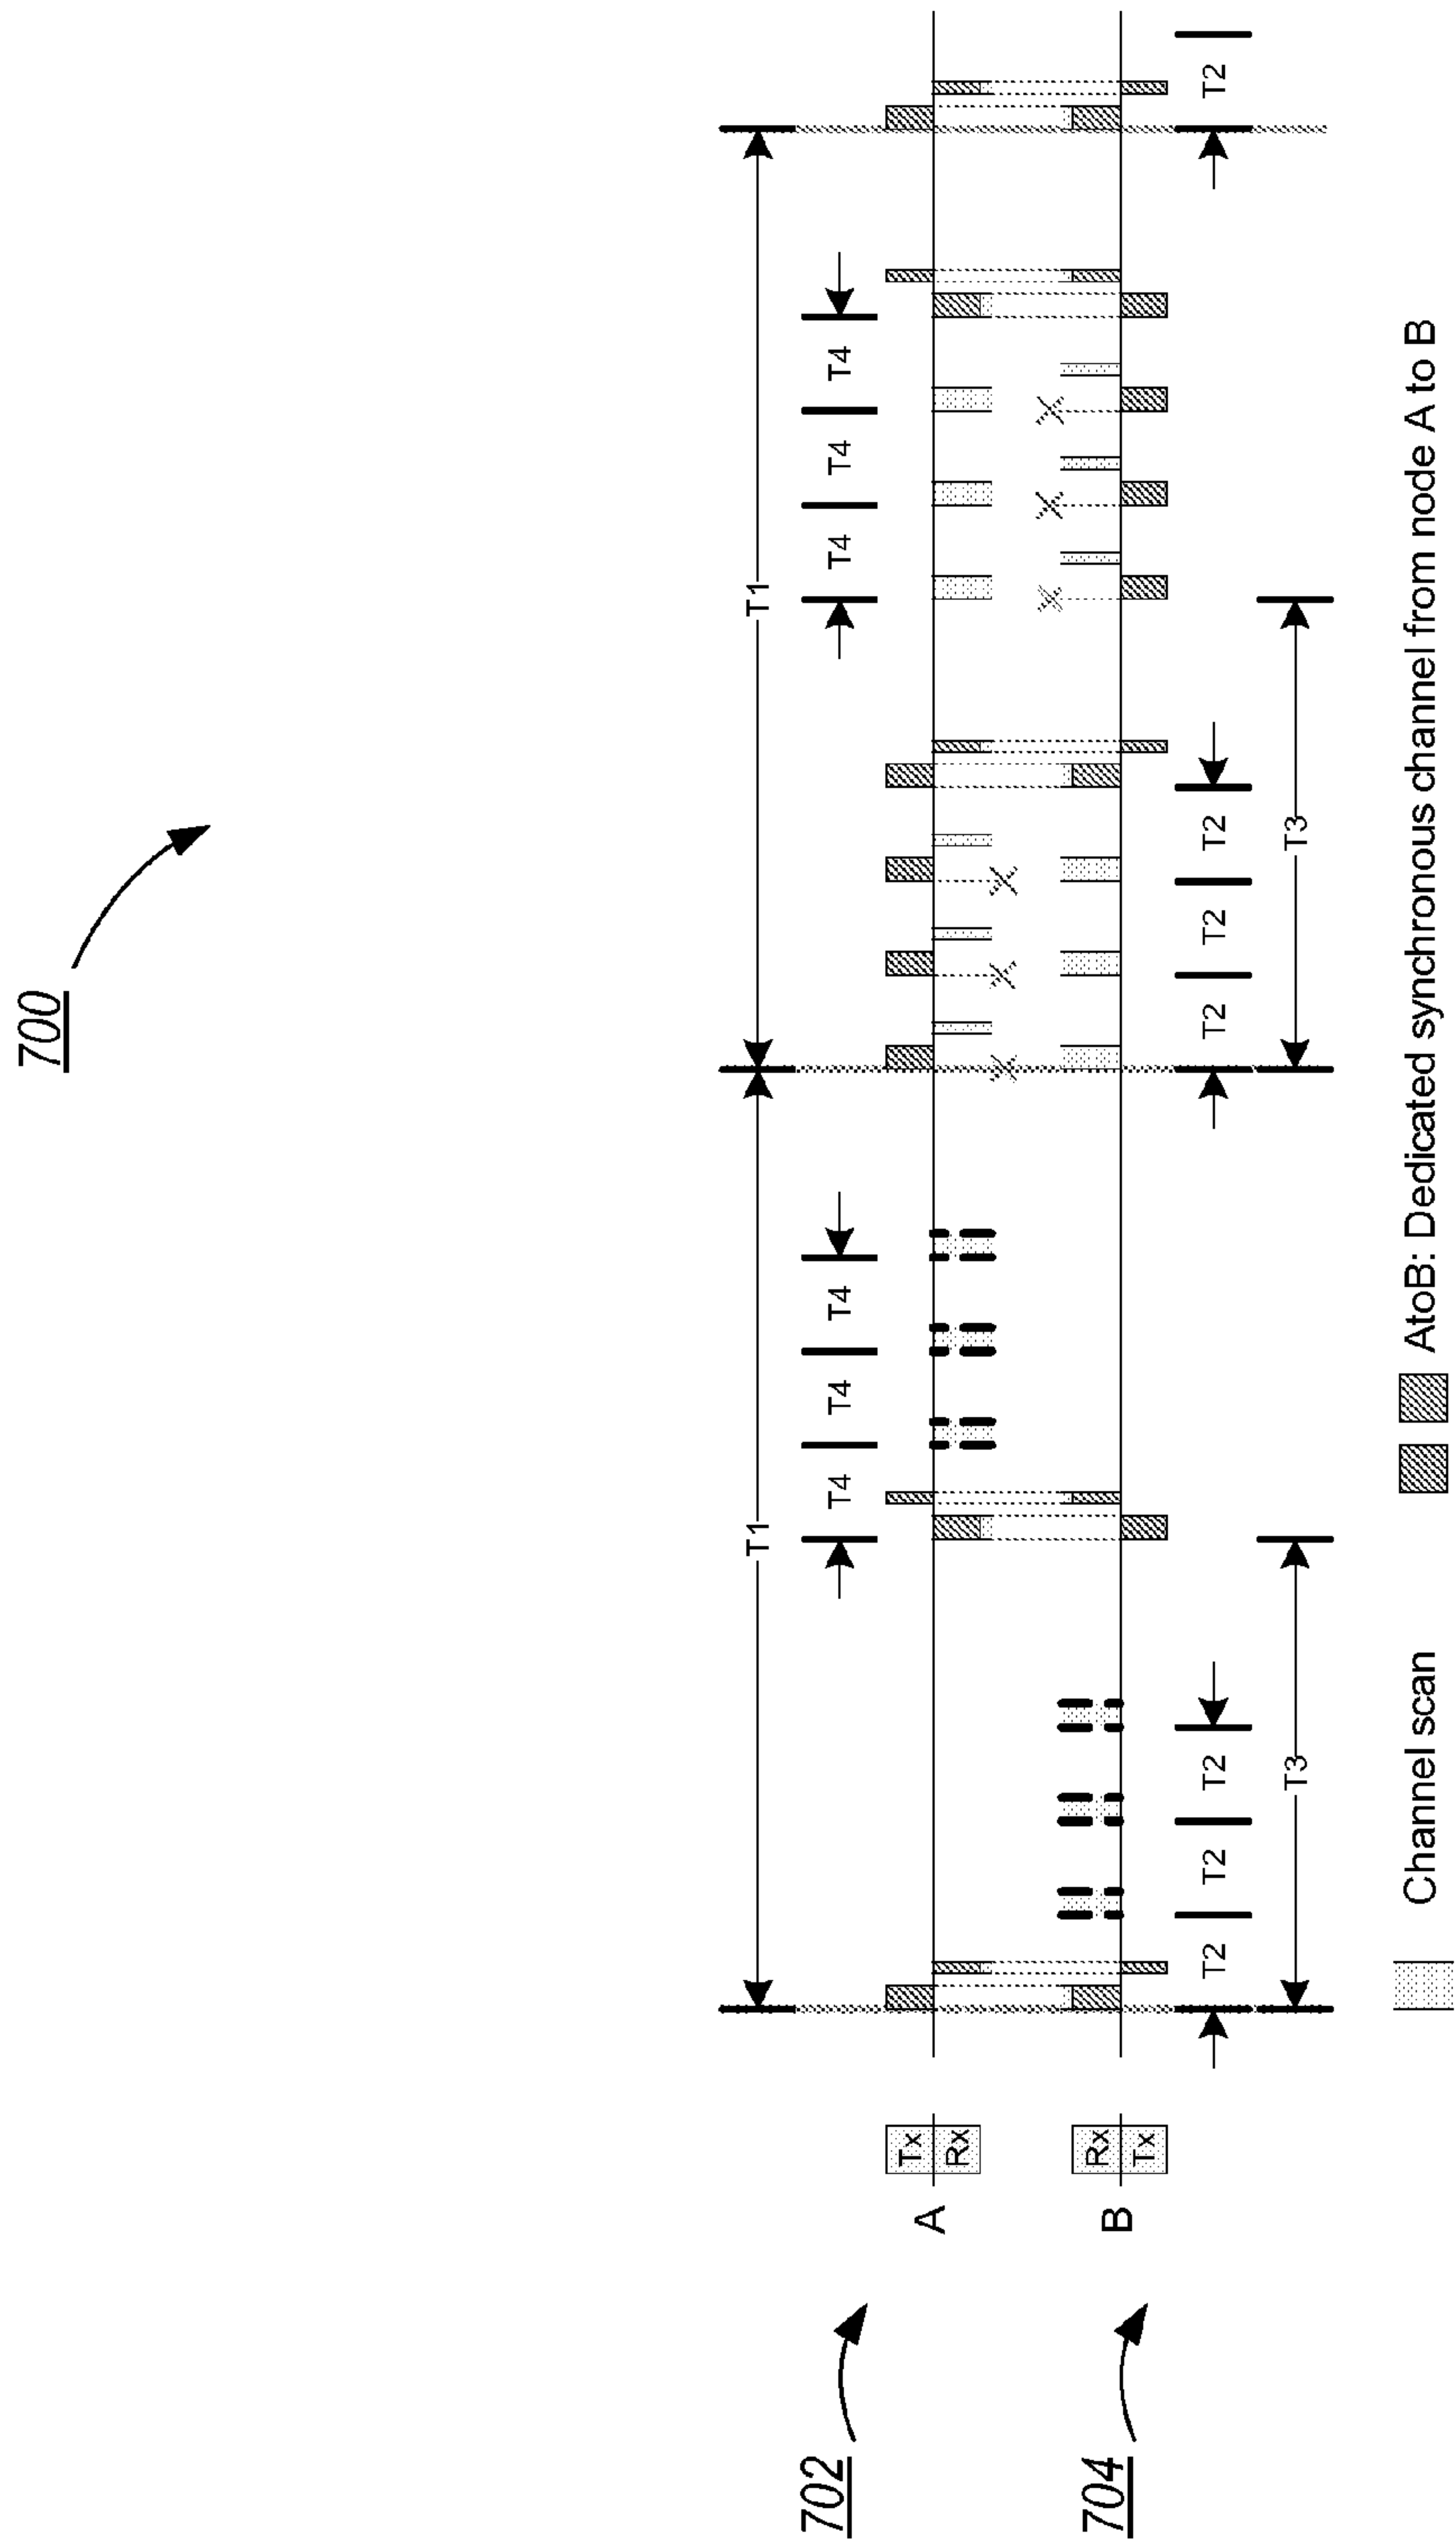 700
T1 T1
702
T4 T4 T4 T4 T4 T4
A
Tx
Rx
B
Rx
Tx
704
T2 T2 T2 T2 T2 T2 T2
T3 T3
Channel scan
AtoB: Dedicated synchronous channel from node A to B